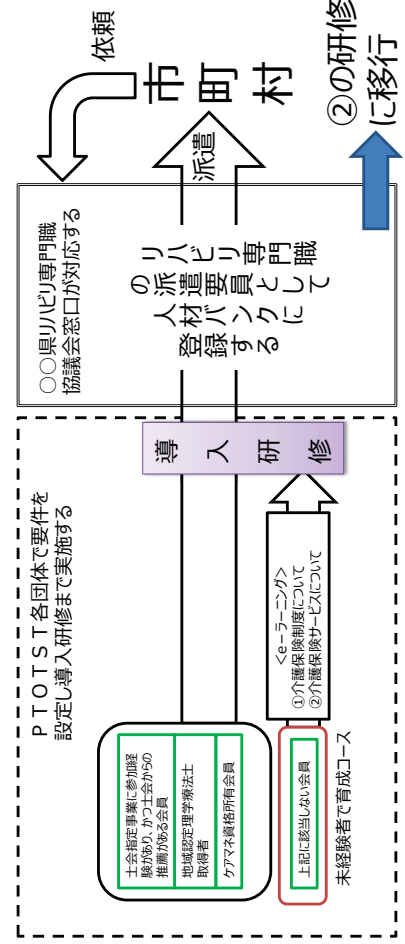 ＰＴＯＴＳＴ各団体で要件を
設定し導入研修まで実施する
士会指定事業に参加経
験があり、かつ士会からの
推薦がある会員
地域認定理学療法士
取得者
ケアマネ資格所有会員
上記に該当しない会員
未経験者で育成コース
<e－ラーニング>
①介護保険制度について
②介護保険サービスについて
導入研修
○○県リハビリ専門職
協議会窓口が対応する
リハビリ専門職
の派遣要員として
人材バンクに
登録する
依頼
派遣
市町村
②の研修
に移行